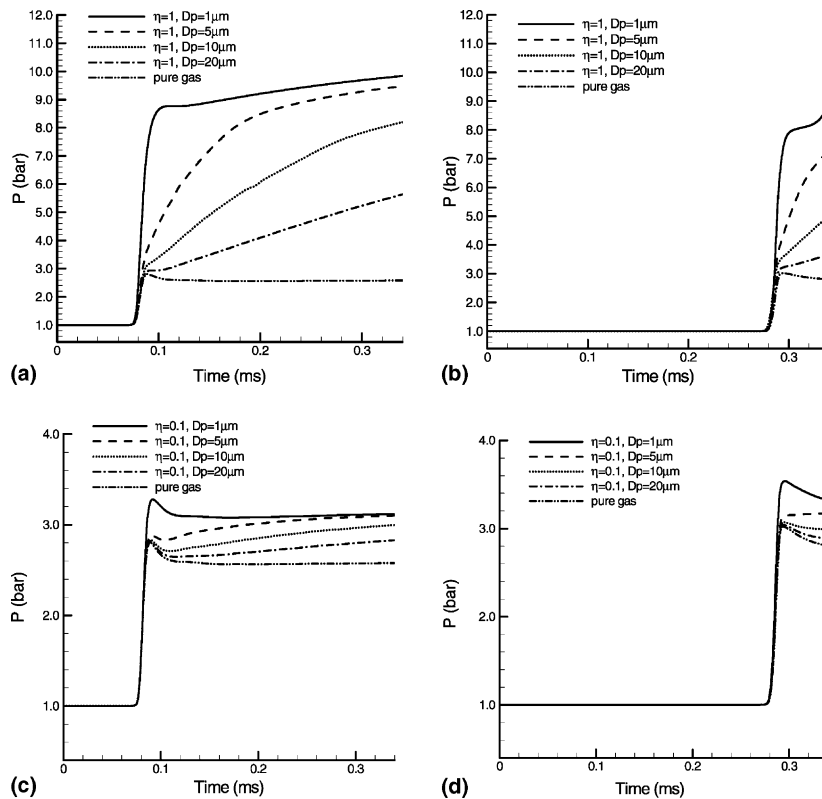 12.0
11.0
10.0
9.0
8.0
7.0
6.0
5.0
4.0
3.0
2.0
1.0
P (bar)
η=1, Dp=1μm
η=1, Dp=5μm
η=1, Dp=10μm
η=1, Dp=20μm
pure gas
0
0.1
0.2
0.3
Time (ms)
(a)
12.0
11.0
10.0
9.0
8.0
7.0
6.0
5.0
4.0
3.0
2.0
1.0
P (bar)
η=1, Dp=1μm
η=1, Dp=5μm
η=1, Dp=10μm
η=1, Dp=20μm
pure gas
0
0.1
0.2
0.3
Time (ms)
(b)
η=0.1, Dp=1μm
η=0.1, Dp=5μm
η=0.1, Dp=10μm
η=0.1, Dp=20μm
pure gas
4.0
3.0
2.0
1.0
P (bar)
0
0.1
0.2
0.3
Time (ms)
(c)
η=0.1, Dp=1μm
η=0.1, Dp=5μm
η=0.1, Dp=10μm
η=0.1, Dp=20μm
pure gas
4.0
3.0
2.0
1.0
P (bar)
0
0.1
0.2
0.3
Time (ms)
(d)